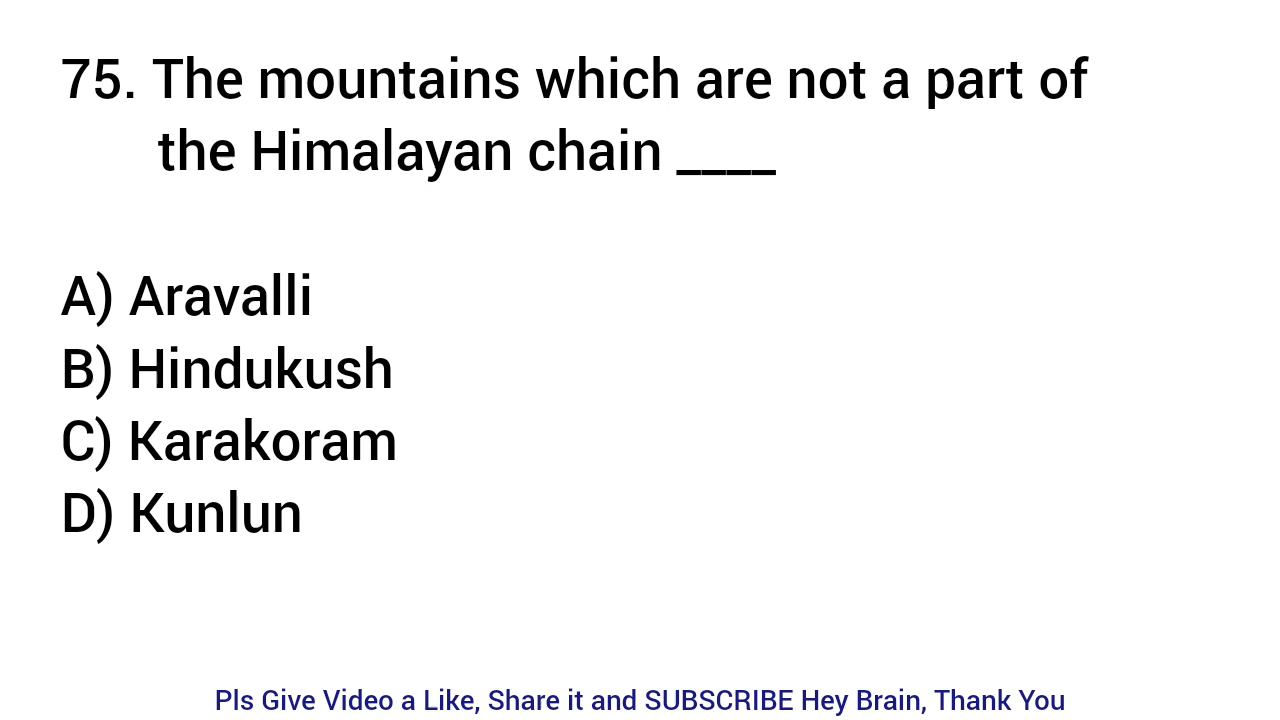 75. The mountains which are not a part of
the Himalayan chain ____
A) Aravalli
B) Hindukush
C) Karakoram
D) Kunlun
Pls Give Video a Like, Share it and SUBSCRIBE Hey Brain, Thank You